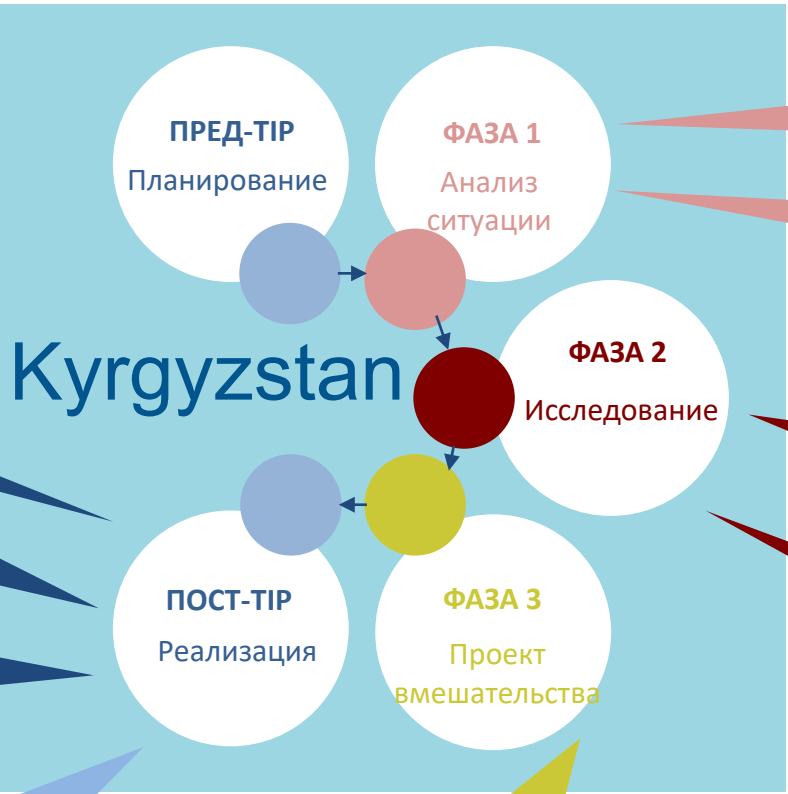 ПРЕД-TIP
Планирование
ФАЗА 1
Анализ
ситуации
Kyrgyzstan
ФАЗА 2
Исследование
ПОСТ-TIP
Реализация
ФАЗА 3
Проект
вмешательства